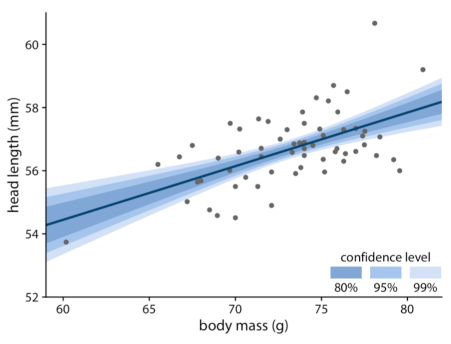 60
58
56
54
52
head length (mm)
60 65 70 75 80
body mass (g)
confidence level
80% 95% 99%